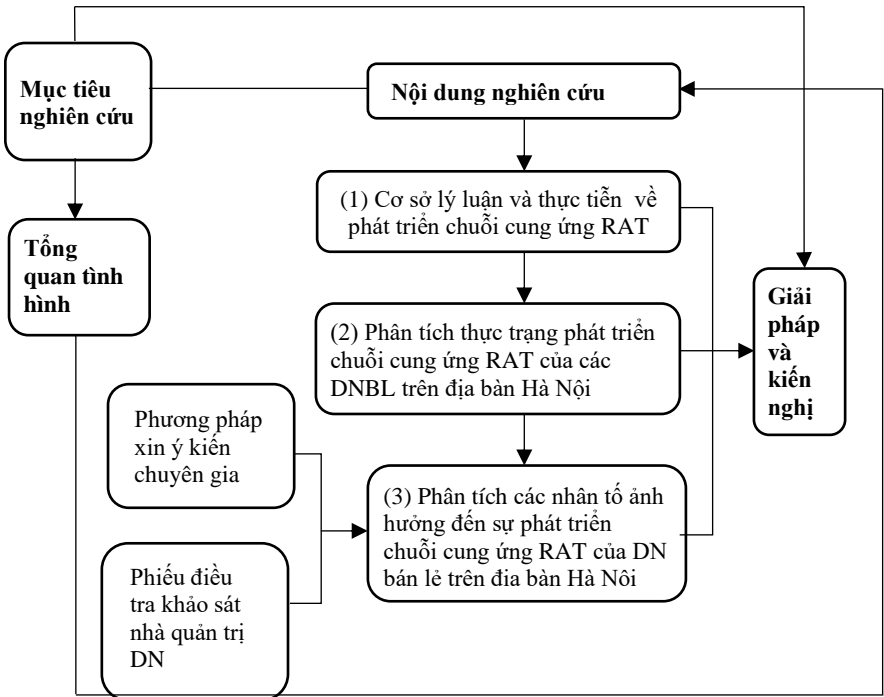 Mục tiêu
nghiên cứu
Nội dung nghiên cứu
(1) Cơ sở lý luận và thực tiễn về
phát triển chuỗi cung ứng RAT
Tổng
quan tình
hình
(2) Phân tích thực trạng phát triển
chuỗi cung ứng RAT của các
DNBL trên địa bàn Hà Nội
Giải
pháp
và
kiến
nghị
Phương pháp
xin ý kiến
chuyên gia
(3) Phân tích các nhân tố ảnh
hưởng đến sự phát triển
chuỗi cung ứng RAT của DN
bán lẻ trên đia bàn Hà Nôi
Phiếu điều
tra khảo sát
nhà quản trị
DN